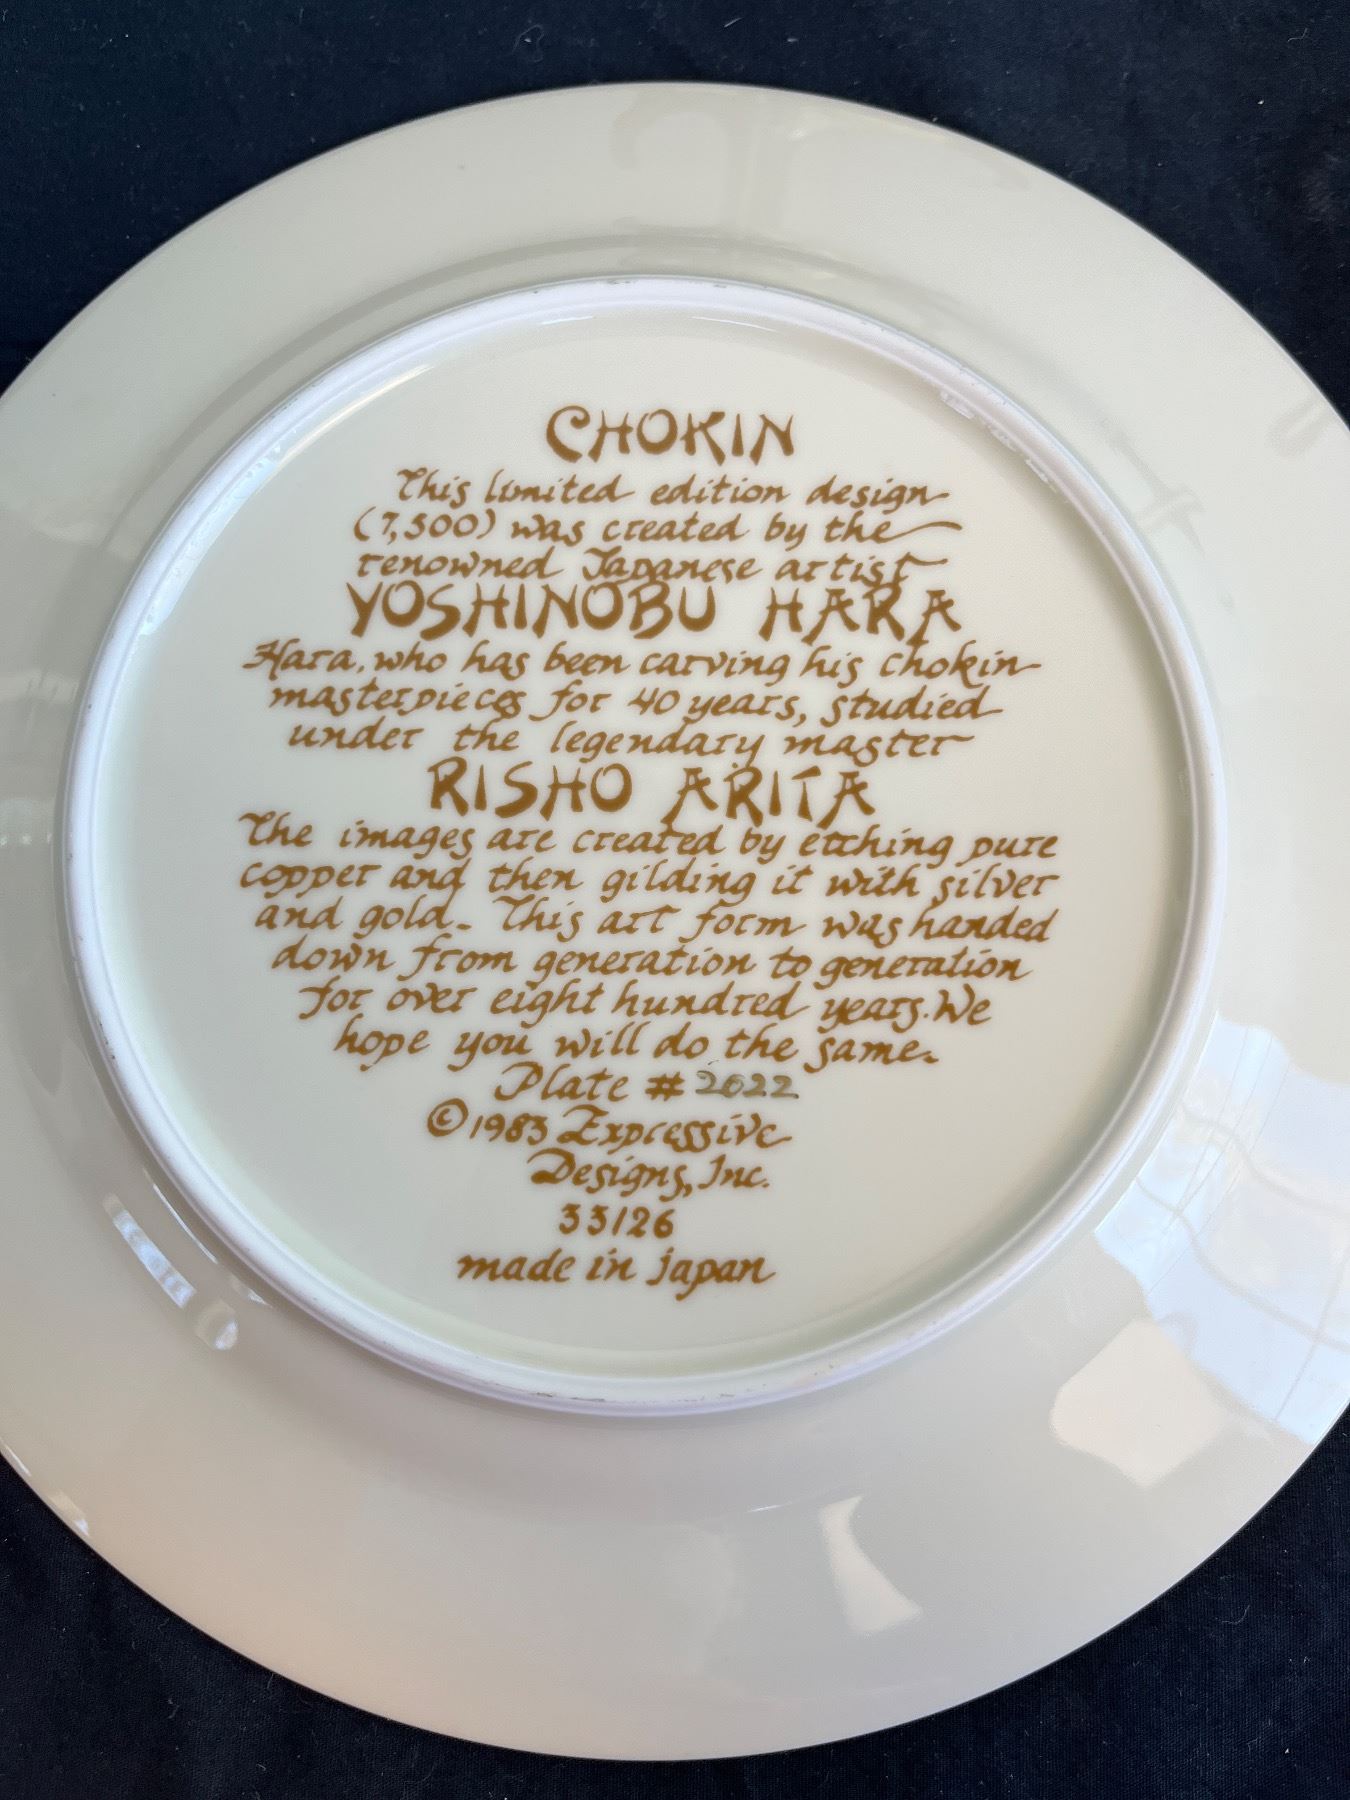 CHOKIN
This limited edition design
(7,500) was created by the
renowned Japanese artist
YOSHINOBU HARA
Hara, who has been carving his chokin
masterpieces for 40 years, studied
under the legendary master
RISHO ARITA
The images are created by etching pure
copper and then gilding it with silver
and gold. This art form was handed
down from generation to generation
for over eight hundred years. We
hope you will do the same.
Plate # 2622
©1983 Expressive
Designs, Inc.
33126
made in japan